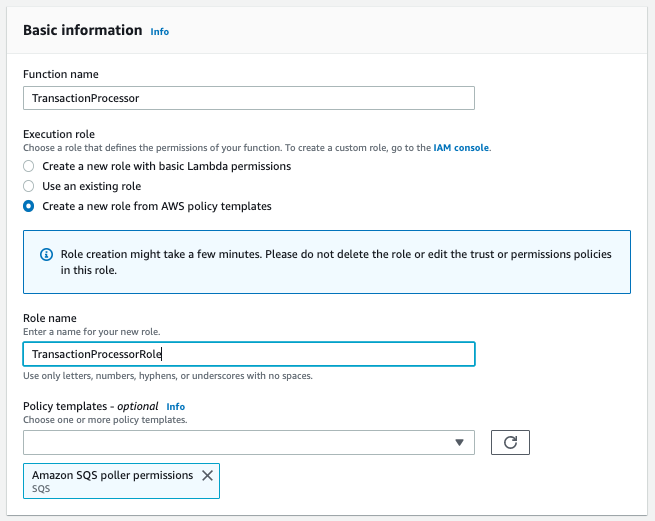 Basic information Info
Function name
TransactionProcessor
Execution role
Choose a role that defines the permissions of your function. To create a custom role, go to the IAM console.
Create a new role with basic Lambda permissions
Use an existing role
Create a new role from AWS policy templates
Role creation might take a few minutes. Please do not delete the role or edit the trust or permissions policies
in this role.
Role name
Enter a name for your new role.
TransactionProcessorRole
Use only letters, numbers, hyphens, or underscores with no spaces.
Policy templates - optional Info
Choose one or more policy templates.
Amazon SQS poller permissions
SQS